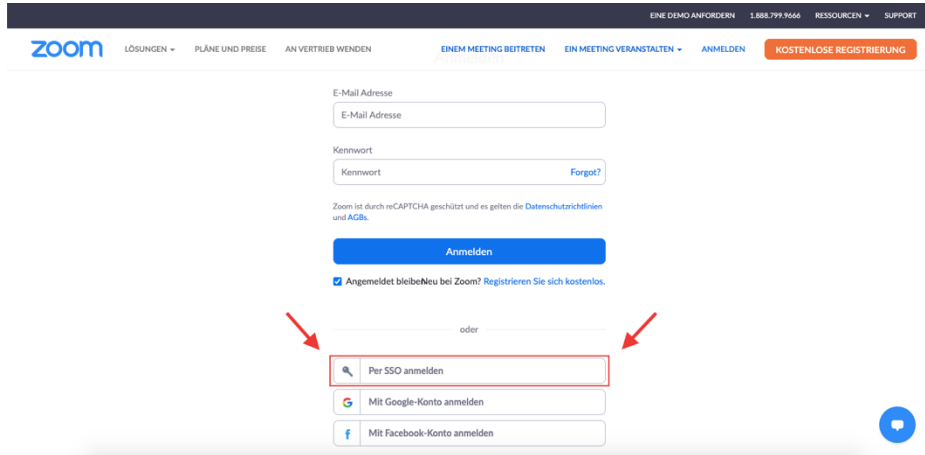 EINE DEMO ANFORDERN 1.888.799.9666 RESSOURCEN SUPPORT
zoom LÖSUNGEN PLÄNE UND PREISE AN VERTRIEB WENDEN EINEM MEETING BEITRETEN EIN MEETING VERANSTALTEN ANMELDEN KOSTENLOSE REGISTRIERUNG
Anmelden
E-Mail Adresse
E-Mail Adresse
Kennwort
Kennwort Forgot?
Zoom ist durch reCAPTCHA geschützt und es gelten die Datenschutzrichtlinien
und AGBs.
Anmelden
Angemeldet bleiben Neu bei Zoom? Registrieren Sie sich kostenlos.
oder
Per SSO anmelden
Mit Google-Konto anmelden
Mit Facebook-Konto anmelden